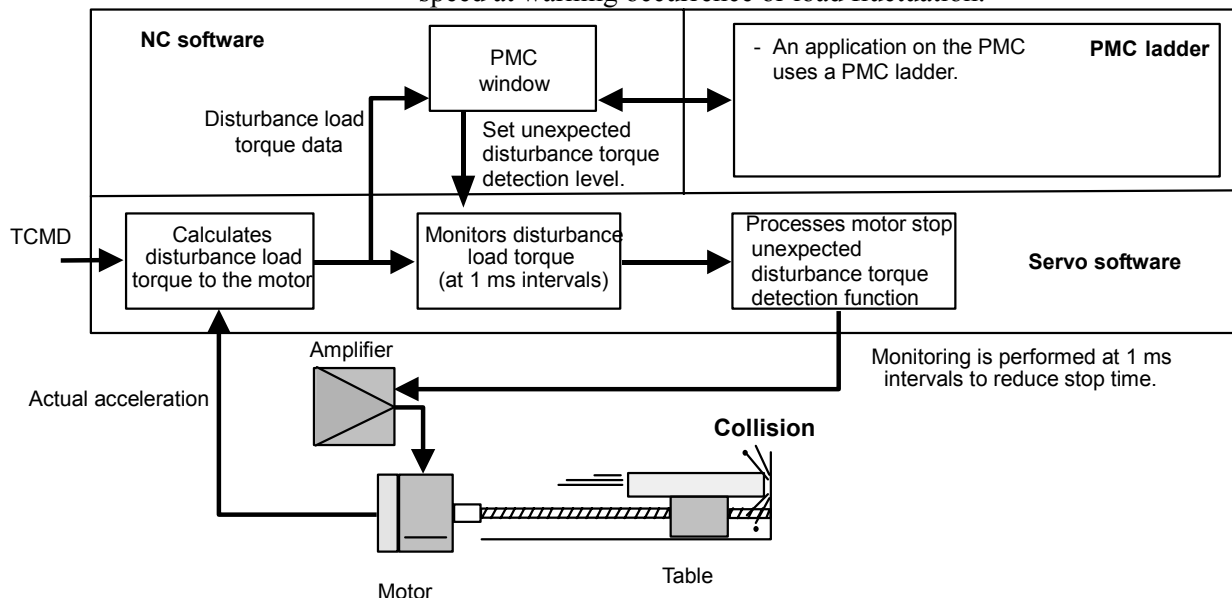 speed at warning occurrence or load fluctuation.
NC software
PMC
window
- An application on the PMC
uses a PMC ladder.
PMC ladder
Disturbance load
torque data
Set unexpected
disturbance torque
detection level.
TCMD
Calculates
disturbance load
torque to the motor
Monitors disturbance
load torque
(at 1 ms intervals)
Processes motor stop
unexpected
disturbance torque
detection function
Servo software
Amplifier
Monitoring is performed at 1 ms
intervals to reduce stop time.
Actual acceleration
Collision
Table
Motor